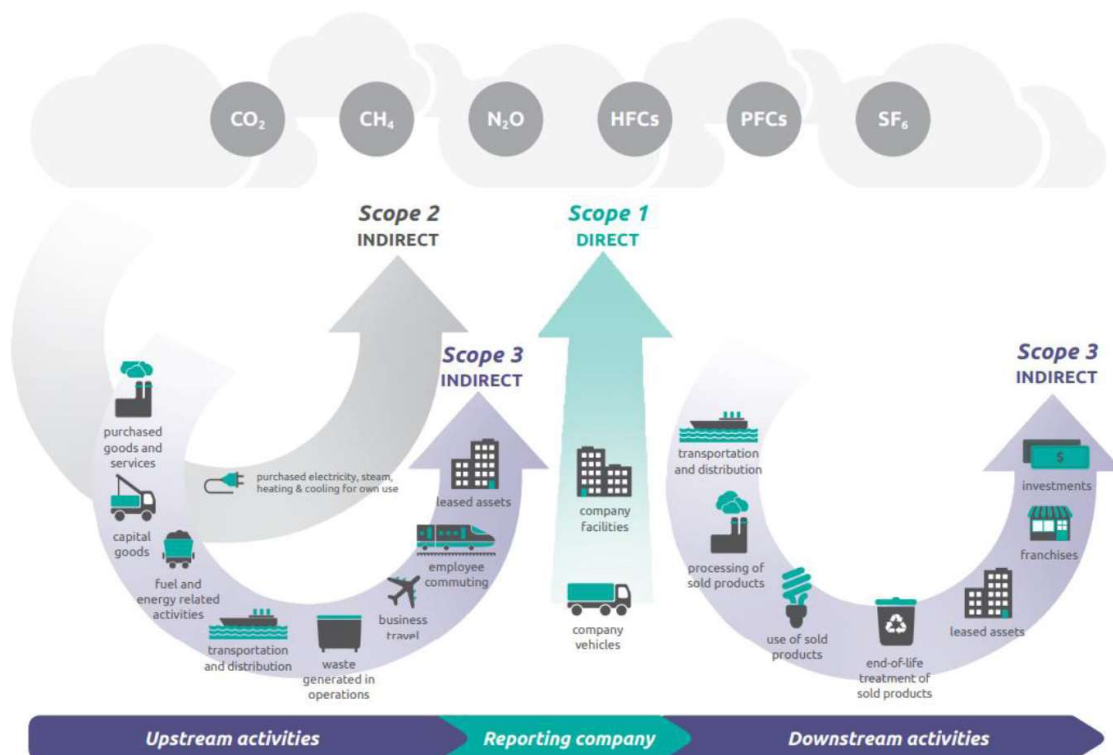 CO₂
CH₄
N₂O
HFCs
PFCs
SF₆
Scope 2
INDIRECT
Scope 1
DIRECT
Scope 3
INDIRECT
Scope 3
INDIRECT
purchased
goods and
services
capital
goods
fuel and
energy related
activities
purchased electricity, steam,
heating & cooling for own use
transportation
and distribution
waste
generated in
operations
business
travel
employee
commuting
leased assets
company
facilities
company
vehicles
transportation
and distribution
processing of
sold products
use of sold
products
end-of-life
treatment of
sold products
leased assets
franchises
$
investments
Upstream activities
Reporting company
Downstream activities